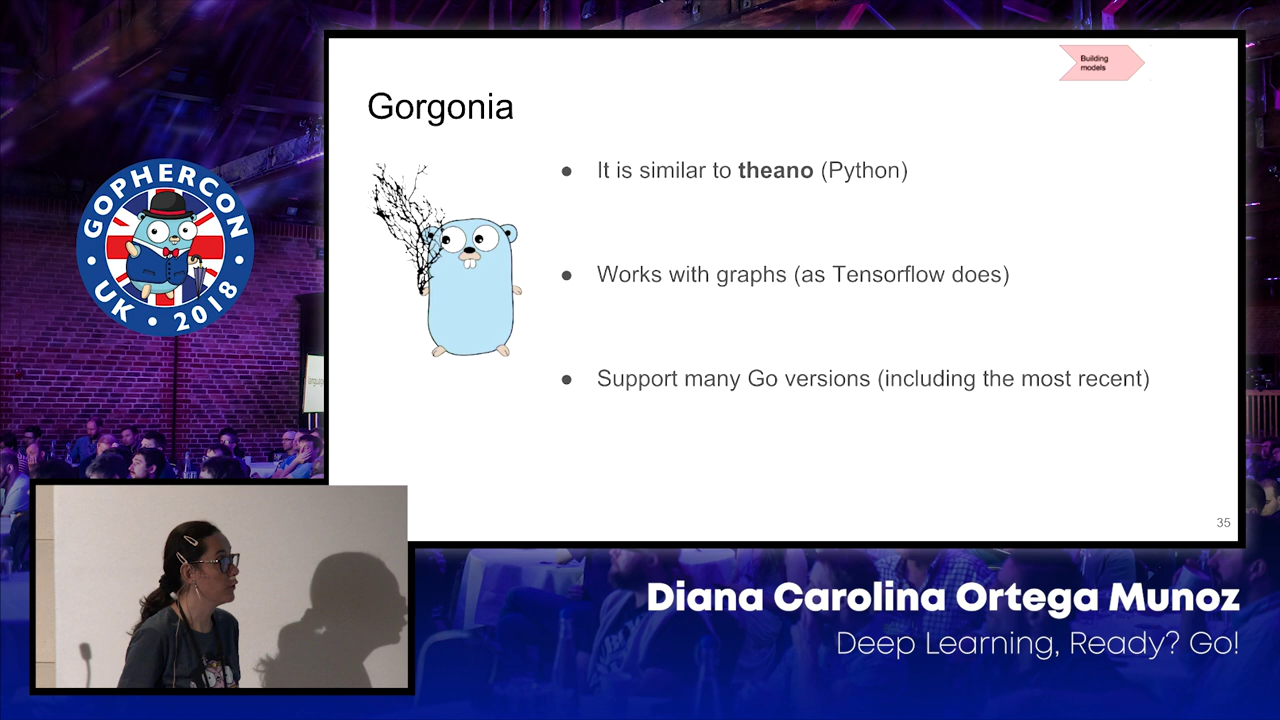 Building
models
Gorgonia
● It is similar to theano (Python)
● Works with graphs (as Tensorflow does)
● Support many Go versions (including the most recent)
35
GOPHERCON
• UK • 2018 •
Diana Carolina Ortega Munoz
Deep Learning, Ready? Go!